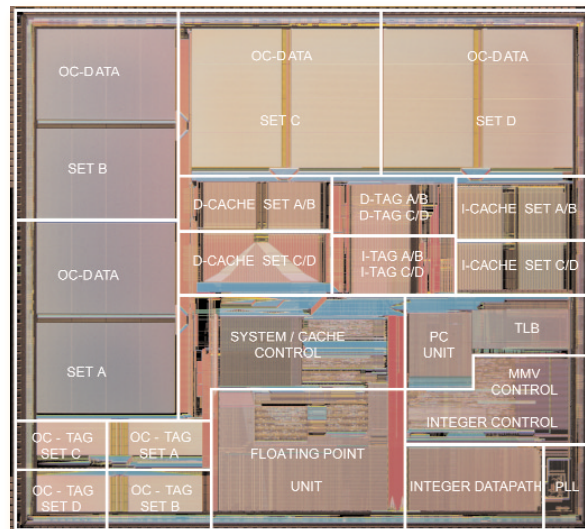 OC-DATA
SET B
OC-DATA
SET C
OC-DATA
SET D
D-CACHE SET A/B
D-TAG A/B
D-TAG C/D
I-CACHE SET A/B
D-CACHE SET C/D
I-TAG A/B
I-TAG C/D
I-CACHE SET C/D
OC-DATA
SET A
SYSTEM / CACHE
CONTROL
PC
UNIT
TLB
MMV
CONTROL
INTEGER CONTROL
OC - TAG
SET C
OC - TAG
SET A
FLOATING POINT
UNIT
OC - TAG
SET D
OC - TAG
SET B
INTEGER DATAPATH
PLL